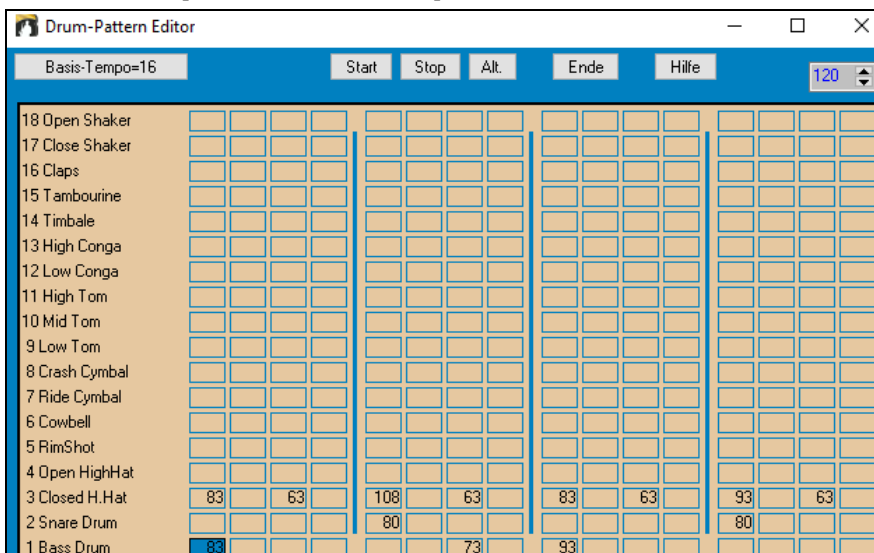 Drum-Pattern Editor
Basis-Tempo=16 Start Stop Alt. Ende Hilfe 120
18 Open Shaker
17 Close Shaker
16 Claps
15 Tambourine
14 Timbale
13 High Conga
12 Low Conga
11 High Tom
10 Mid Tom
9 Low Tom
8 Crash Cymbal
7 Ride Cymbal
6 Cowbell
5 RimShot
4 Open HighHat
3 Closed H.Hat 83 63 108 63 83 63 93 63
2 Snare Drum 80 80
1 Bass Drum 83 73 93